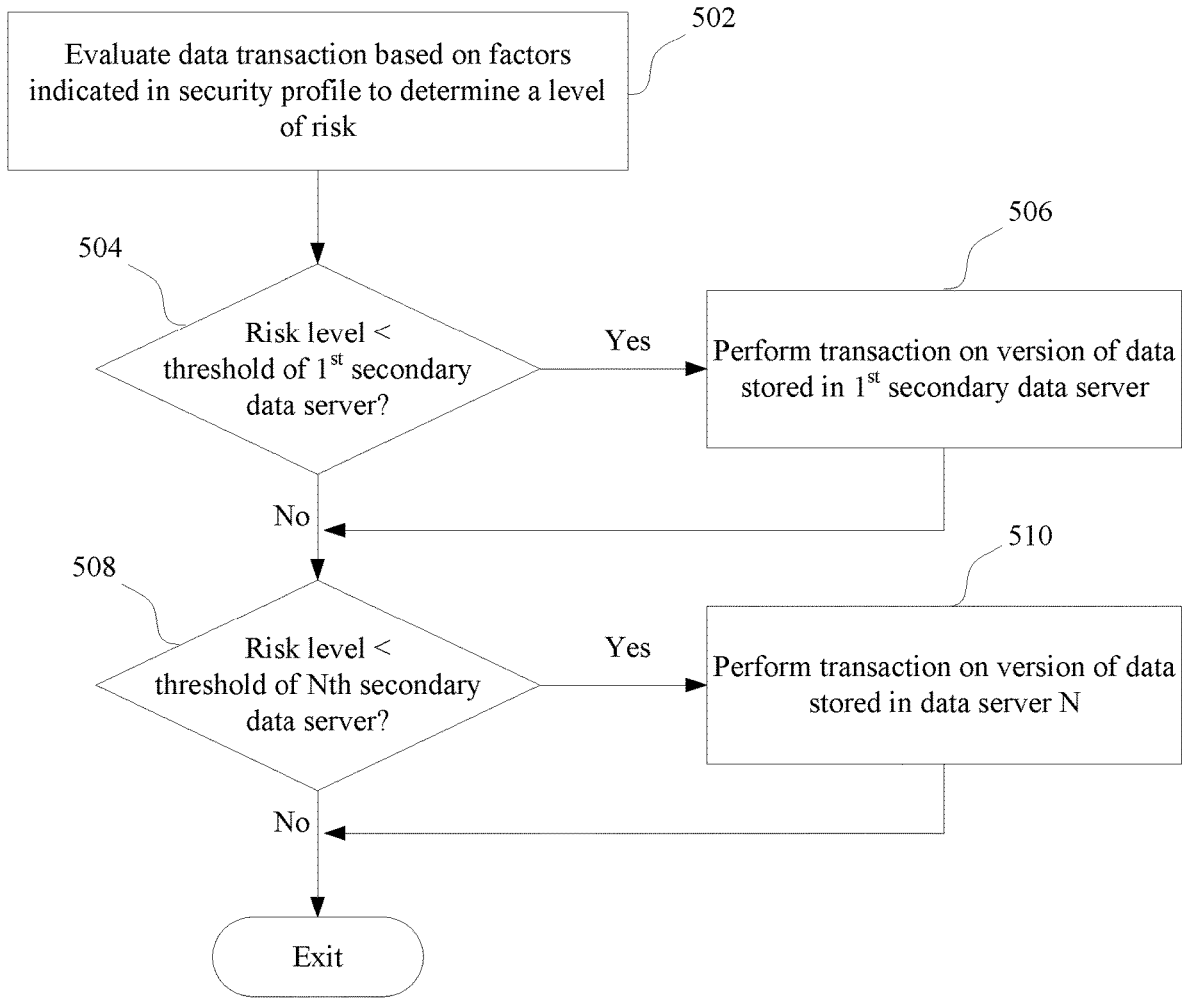 502
Evaluate data transaction based on factors
indicated in security profile to determine a level
of risk
504
506
Risk level <
threshold of 1st secondary
data server?
Yes
Perform transaction on version of data
stored in 1st secondary data server
No
508
510
Risk level <
threshold of Nth secondary
data server?
Yes
Perform transaction on version of data
stored in data server N
No
Exit